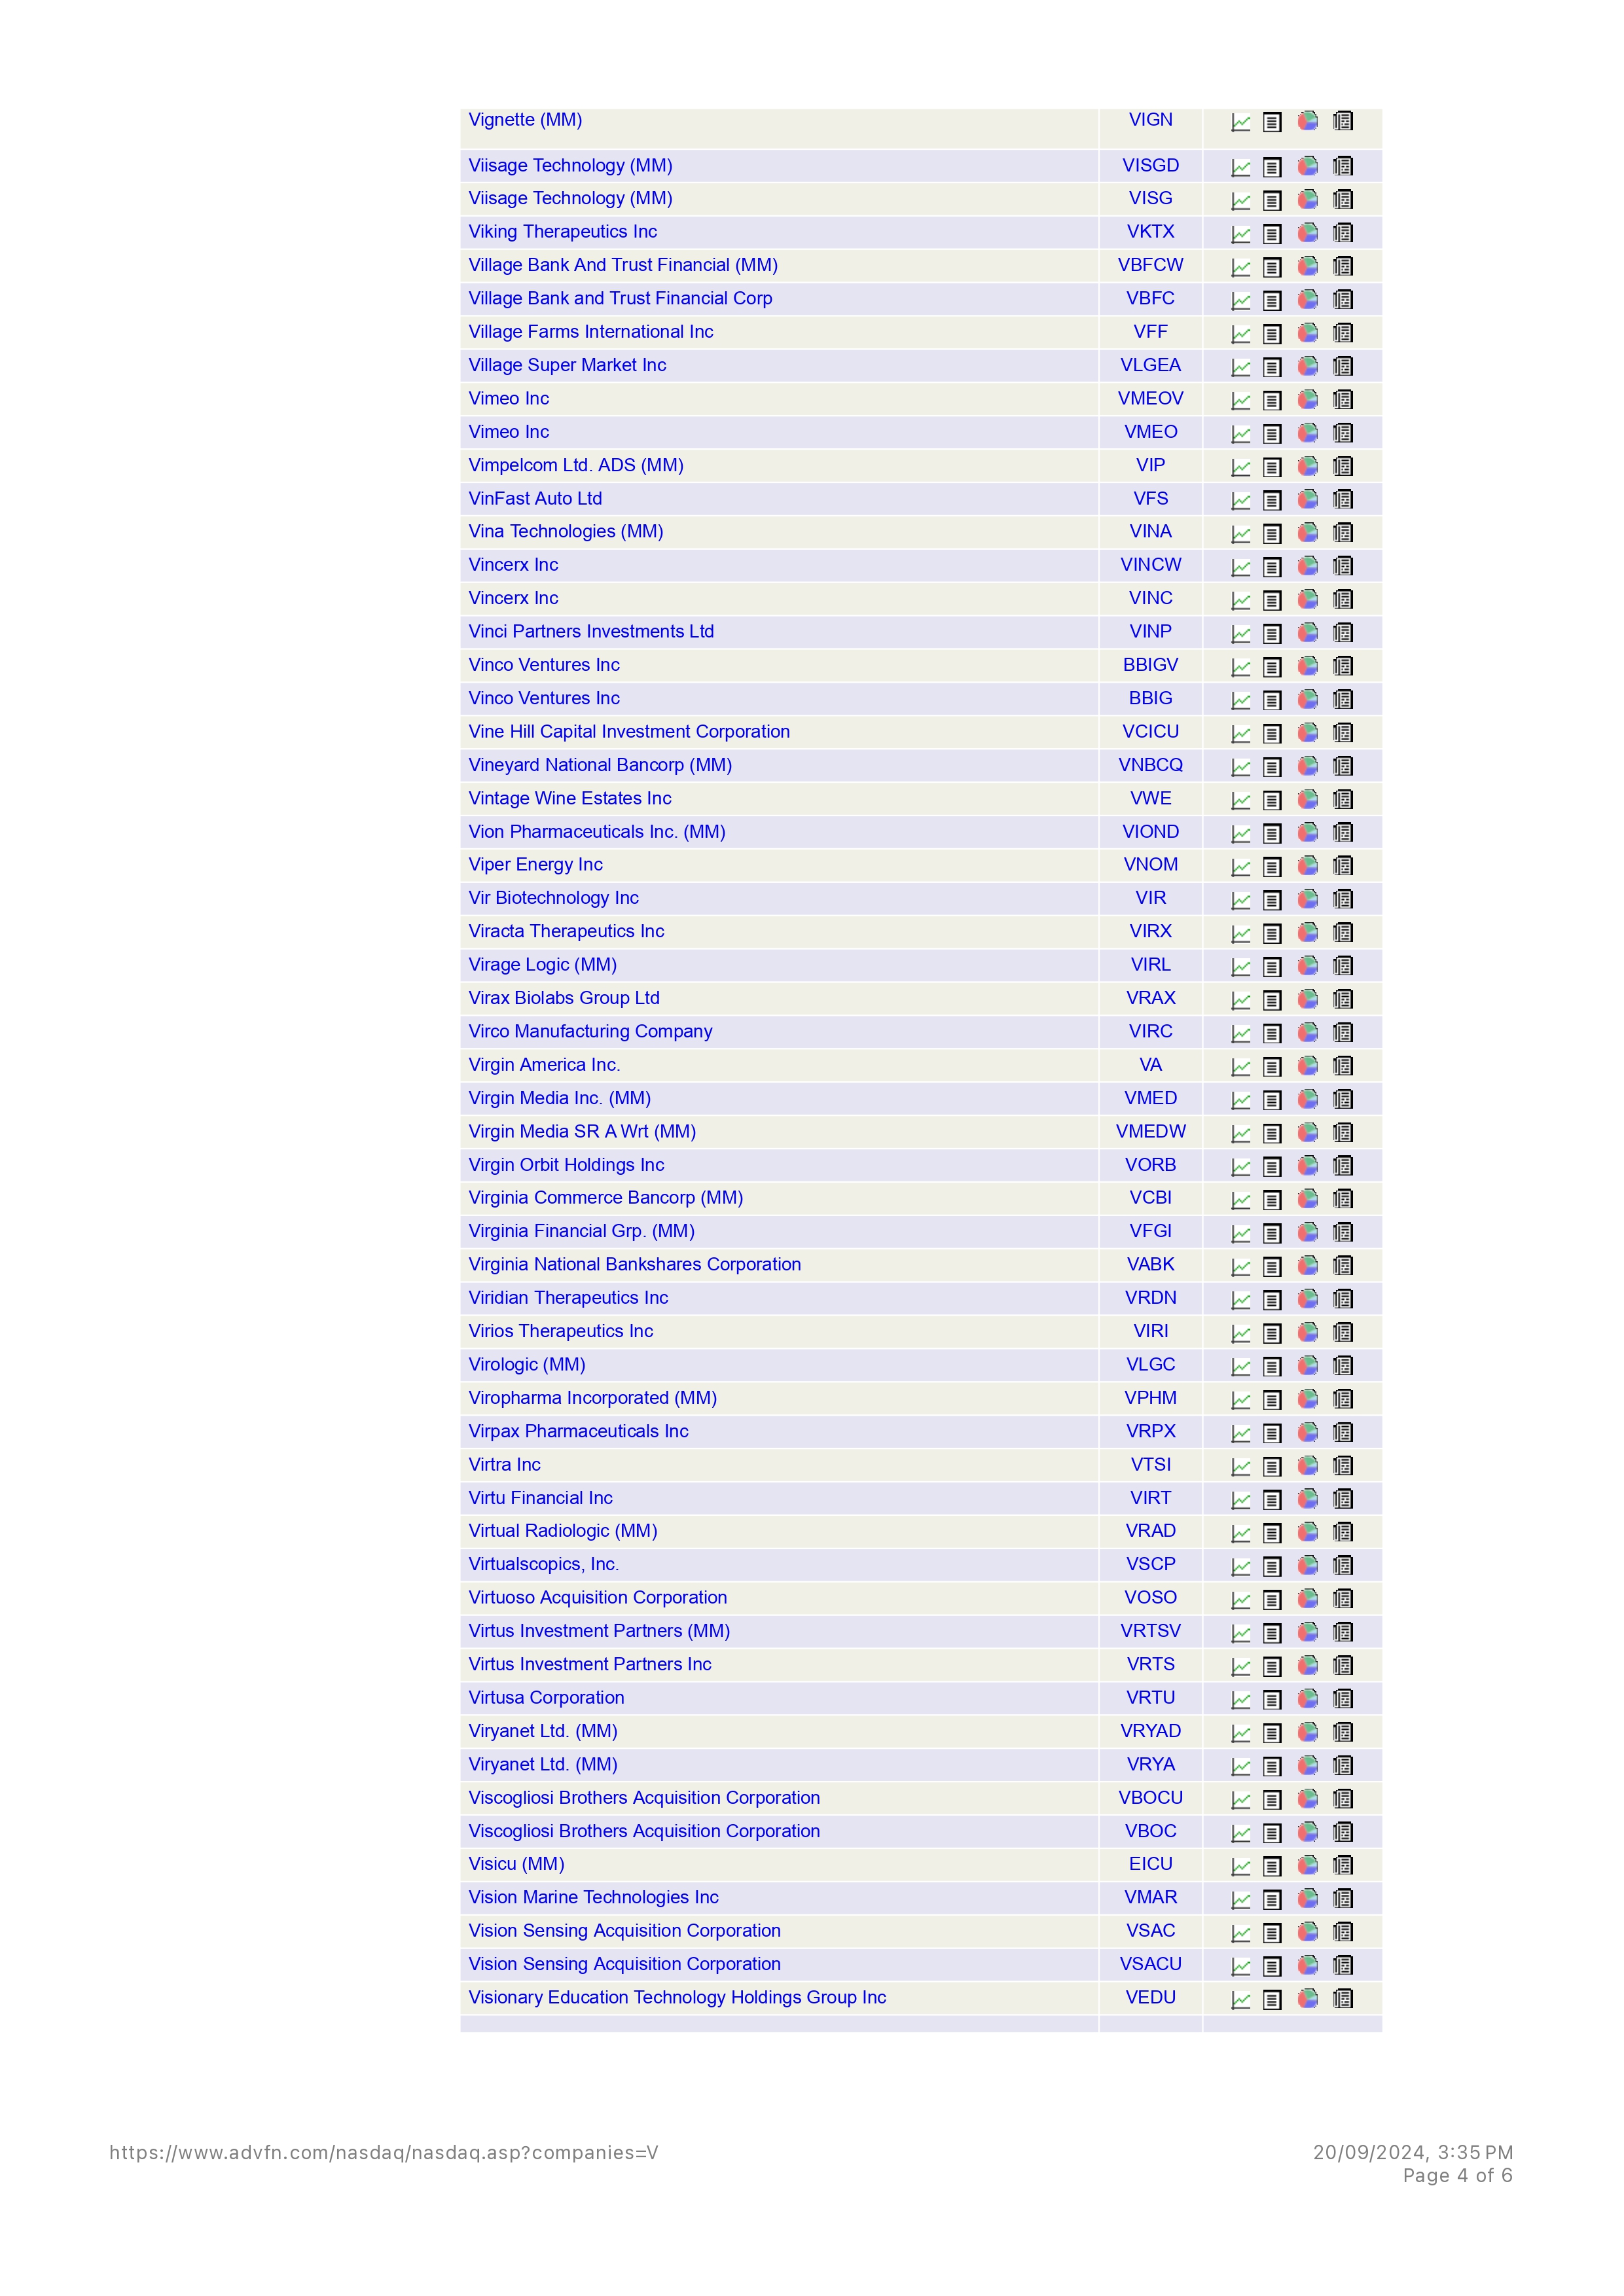 Vignette (MM) VIGN
Viisage Technology (MM) VISGD
Viisage Technology (MM) VISG
Viking Therapeutics Inc VKTX
Village Bank And Trust Financial (MM) VBFCW
Village Bank and Trust Financial Corp VBFC
Village Farms International Inc VFF
Village Super Market Inc VLGEA
Vimeo Inc VMEOV
Vimeo Inc VMEO
Vimpelcom Ltd. ADS (MM) VIP
VinFast Auto Ltd VFS
Vina Technologies (MM) VINA
Vincerx Inc VINCW
Vincerx Inc VINC
Vinci Partners Investments Ltd VINP
Vinco Ventures Inc BBIGV
Vinco Ventures Inc BBIG
Vine Hill Capital Investment Corporation VCICU
Vineyard National Bancorp (MM) VNBCQ
Vintage Wine Estates Inc VWE
Vion Pharmaceuticals Inc. (MM) VIOND
Viper Energy Inc VNOM
Vir Biotechnology Inc VIR
Viracta Therapeutics Inc VIRX
Virage Logic (MM) VIRL
Virax Biolabs Group Ltd VRAX
Virco Manufacturing Company VIRC
Virgin America Inc. VA
Virgin Media Inc. (MM) VMED
Virgin Media SR A Wrt (MM) VMEDW
Virgin Orbit Holdings Inc VORB
Virginia Commerce Bancorp (MM) VCBI
Virginia Financial Grp. (MM) VFGI
Virginia National Bankshares Corporation VABK
Viridian Therapeutics Inc VRDN
Virios Therapeutics Inc VIRI
Virologic (MM) VLGC
Viropharma Incorporated (MM) VPHM
Virpax Pharmaceuticals Inc VRPX
Virtra Inc VTSI
Virtu Financial Inc VIRT
Virtual Radiologic (MM) VRAD
Virtualscopics, Inc. VSCP
Virtuoso Acquisition Corporation VOSO
Virtus Investment Partners (MM) VRTSV
Virtus Investment Partners Inc VRTS
Virtusa Corporation VRTU
Viryanet Ltd. (MM) VRYAD
Viryanet Ltd. (MM) VRYA
Viscogliosi Brothers Acquisition Corporation VBOCU
Viscogliosi Brothers Acquisition Corporation VBOC
Visicu (MM) EICU
Vision Marine Technologies Inc VMAR
Vision Sensing Acquisition Corporation VSAC
Vision Sensing Acquisition Corporation VSACU
Visionary Education Technology Holdings Group Inc VEDU
https://www.advfn.com/nasdaq/nasdaq.asp?companies=V 20/09/2024, 3:35 PM
Page 4 of 6